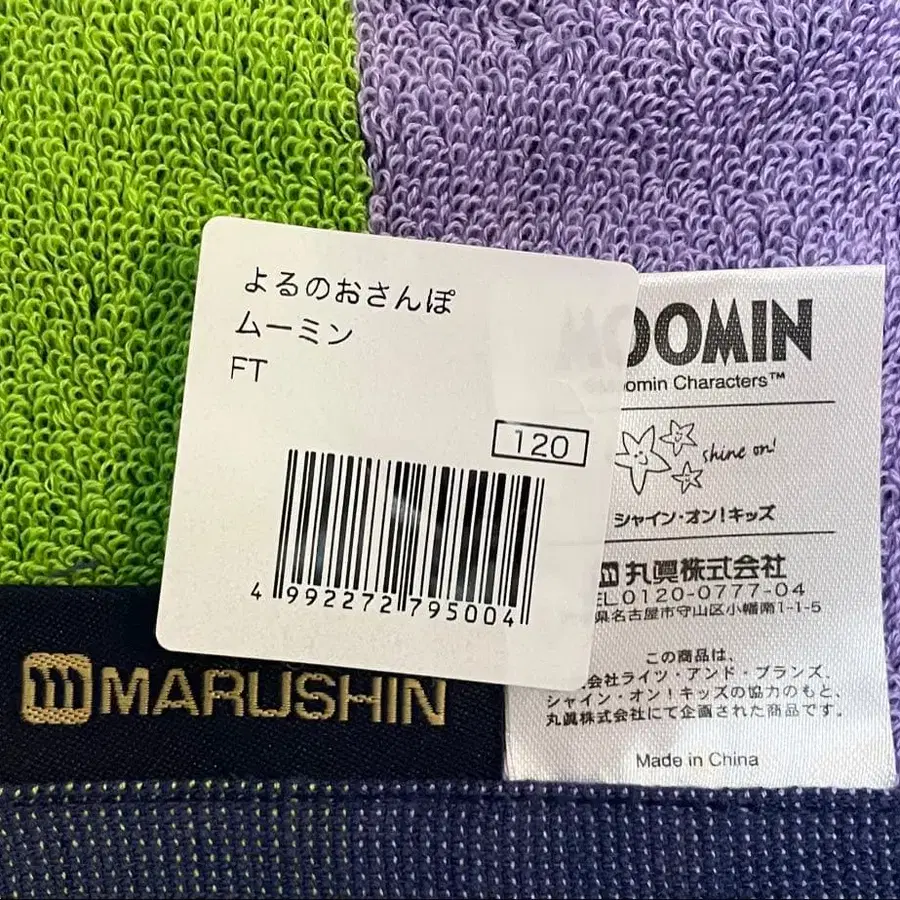 よるのおさんぽ
ムーミン
FT
120
4 992272 795004
MOOMIN
omin Characters™
shine on!
シャイン・オン!キッズ
丸眞株式会社
EL0120-0777-04
県名古屋市守山区小幡南1-1-5
この商品は、
会社ライツ・アンド・ブランズ、
シャイン・オン!キッズの協力のもと、
丸眞株式会社にて企画された商品です。
Made in China
MARUSHIN